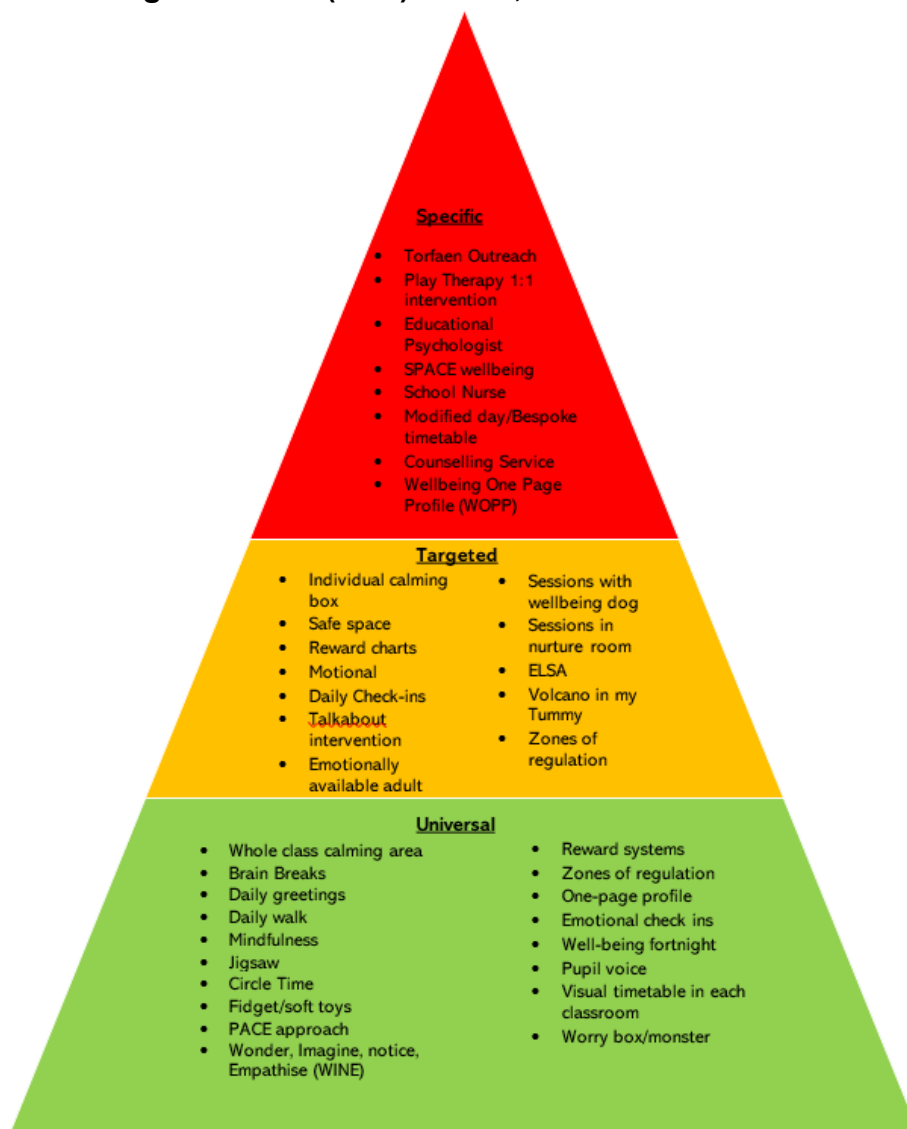 Specific
• Torfaen Outreach
• Play Therapy 1:1
intervention
• Educational
Psychologist
• SPACE wellbeing
• School Nurse
• Modified day/Bespoke
timetable
• Counselling Service
• Wellbeing One Page
Profile (WOPP)
Targeted
• Individual calming
box
• Safe space
• Reward charts
• Motional
• Daily Check-ins
• Talkabout
intervention
• Emotionally
available adult
• Sessions with
wellbeing dog
• Sessions in
nurture room
• ELSA
• Volcano in my
Tummy
• Zones of
regulation
Universal
• Whole class calming area
• Brain Breaks
• Daily greetings
• Daily walk
• Mindfulness
• Jigsaw
• Circle Time
• Fidget/soft toys
• PACE approach
• Wonder, Imagine, notice,
Empathise (WINE)
• Reward systems
• Zones of regulation
• One-page profile
• Emotional check ins
• Well-being fortnight
• Pupil voice
• Visual timetable in each
classroom
• Worry box/monster